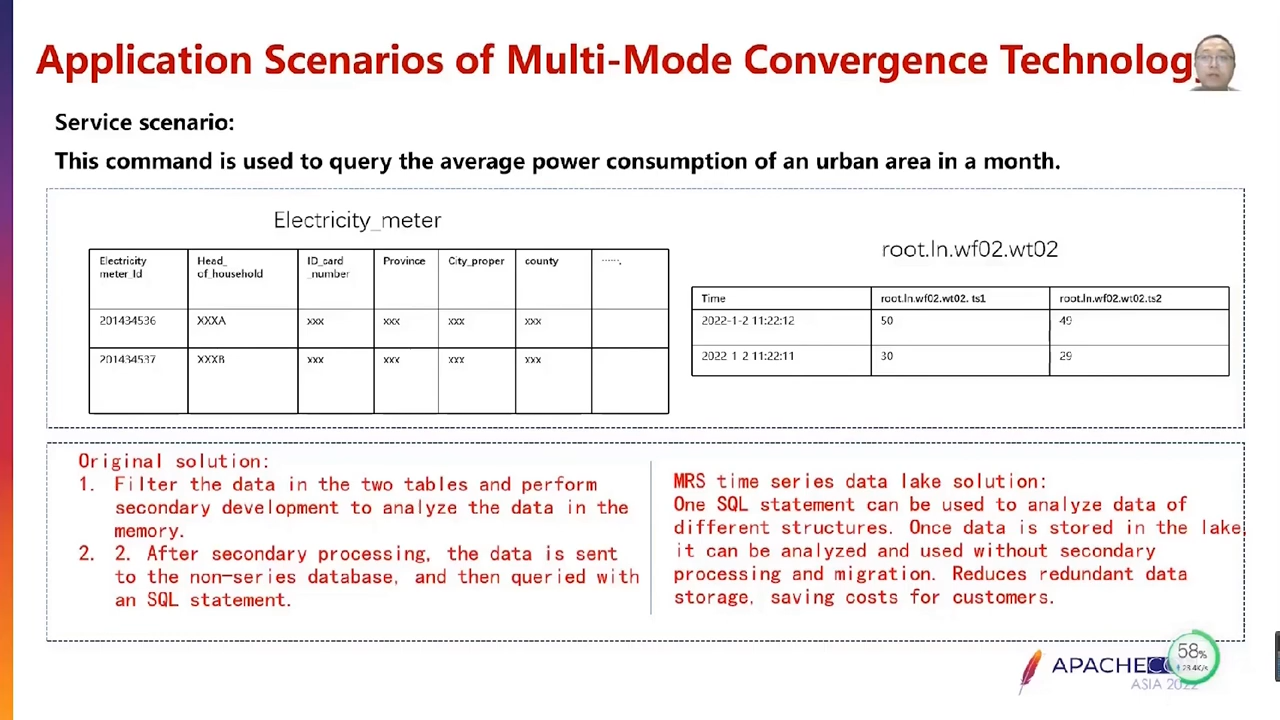 Application Scenarios of Multi-Mode Convergence Technolog
Service scenario:
This command is used to query the average power consumption of an urban area in a month.
Electricity_meter
Electricity meter_Id Head_ of_household ID_card _number Province City_proper county ......
201434536 XXXA xxx xxx xxx xxx
201434537 XXXB xxx xxx xxx xxx
root.ln.wf02.wt02
Time root.ln.wf02.wt02. ts1 root.ln.wf02.wt02.ts2
2022-1-2 11:22:12 50 49
2022-1-2 11:22:11 30 29
Original solution:
1. Filter the data in the two tables and perform
secondary development to analyze the data in the
memory.
2. 2. After secondary processing, the data is sent
to the non-series database, and then queried with
an SQL statement.
MRS time series data lake solution:
One SQL statement can be used to analyze data of
different structures. Once data is stored in the lake,
it can be analyzed and used without secondary
processing and migration. Reduces redundant data
storage, saving costs for customers.
APACHE
ASIA 2022
58%